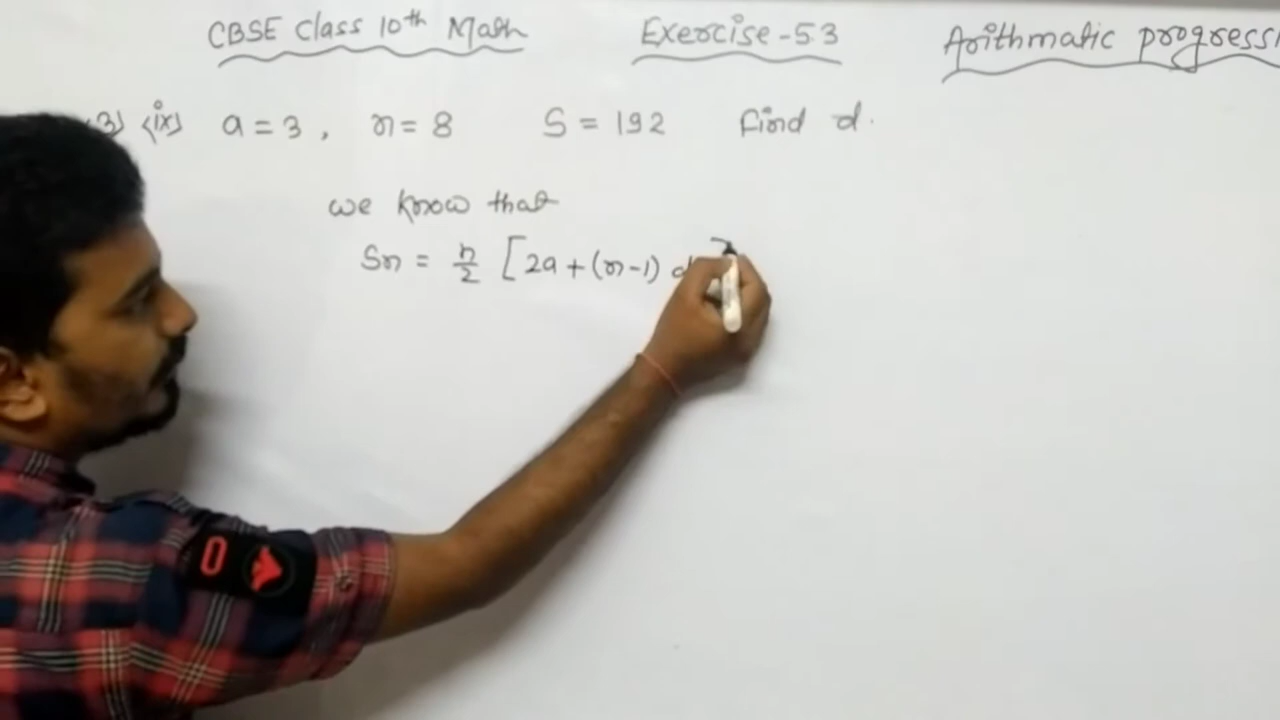 CBSE Class 10th Math Exercise-5.3 Arithmatic progress
3) (ix) a = 3, n = 8 S = 192 Find d.
we know that
Sn = n/2 [2a + (n-1) d]